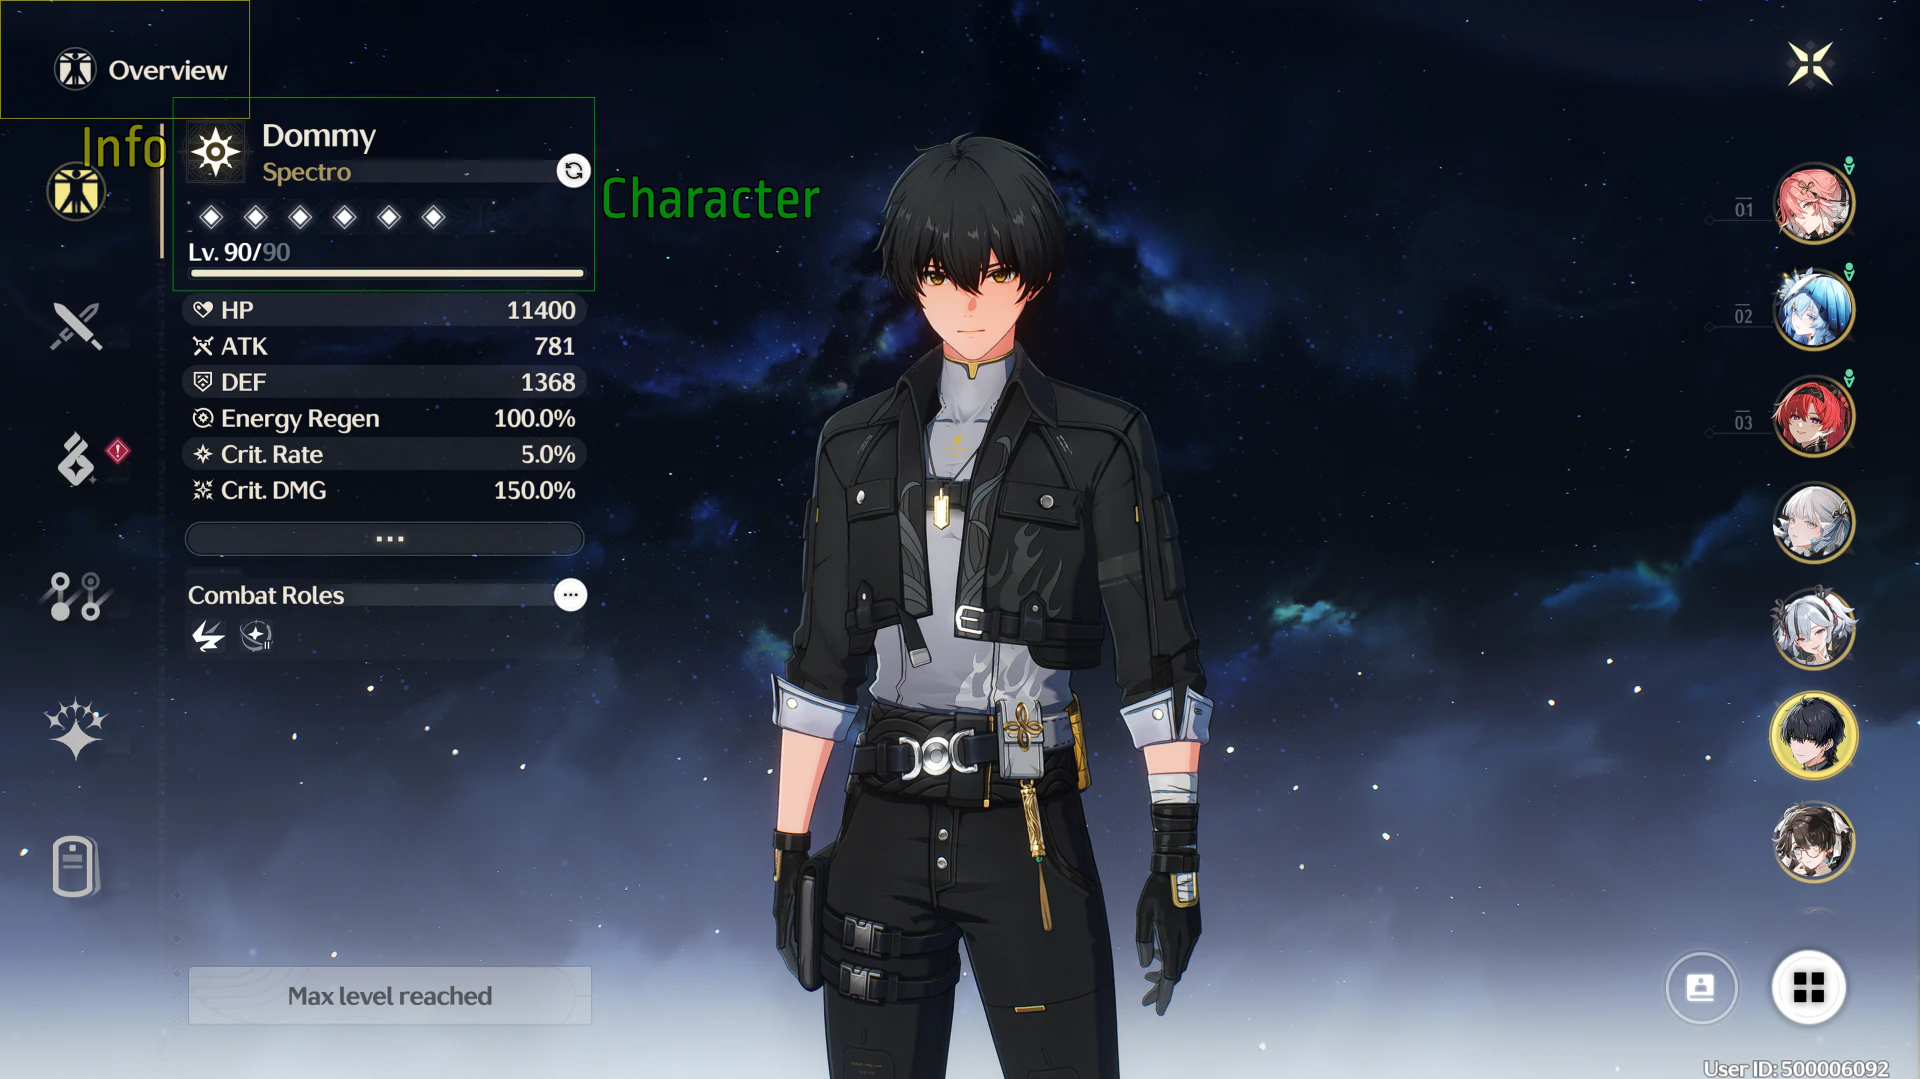 Overview
Info
Dommy
Spectro
Character
Lv. 90/90
HP 11400
ATK 781
DEF 1368
Energy Regen 100.0%
Crit. Rate 5.0%
Crit. DMG 150.0%
...
Combat Roles
Max level reached
01
02
03
User ID: 500006092